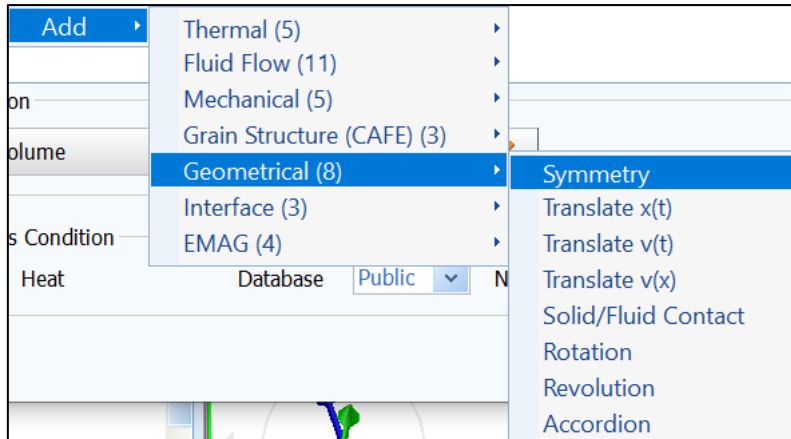 Add
Thermal (5)
Fluid Flow (11)
Mechanical (5)
Grain Structure (CAFE) (3)
Geometrical (8)
Interface (3)
EMAG (4)
Symmetry
Translate x(t)
Translate v(t)
Translate v(x)
Solid/Fluid Contact
Rotation
Revolution
Accordion
on
olume
s Condition
Heat Database Public N